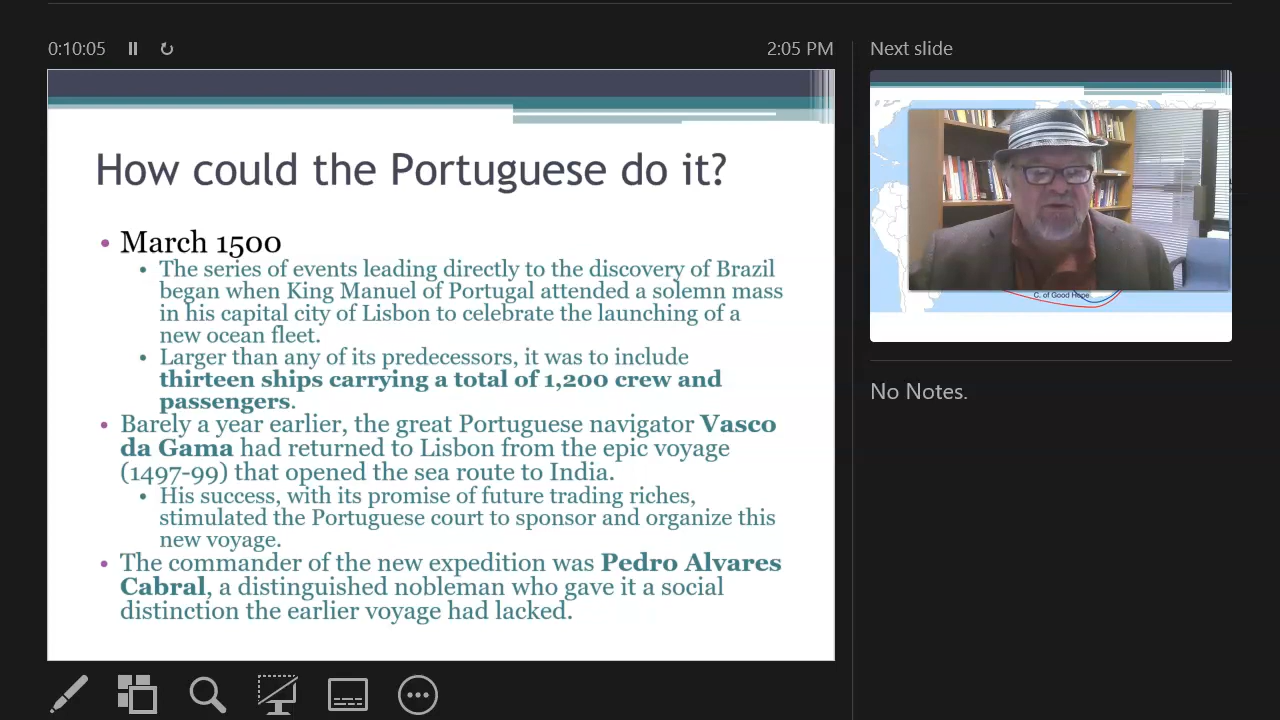 0:10:05
2:05 PM
Next slide
How could the Portuguese do it?
• March 1500
• The series of events leading directly to the discovery of Brazil
began when King Manuel of Portugal attended a solemn mass
in his capital city of Lisbon to celebrate the launching of a
new ocean fleet.
• Larger than any of its predecessors, it was to include
thirteen ships carrying a total of 1,200 crew and
passengers.
• Barely a year earlier, the great Portuguese navigator Vasco
da Gama had returned to Lisbon from the epic voyage
(1497-99) that opened the sea route to India.
• His success, with its promise of future trading riches,
stimulated the Portuguese court to sponsor and organize this
new voyage.
• The commander of the new expedition was Pedro Alvares
Cabral, a distinguished nobleman who gave it a social
distinction the earlier voyage had lacked.
C. of Good Hope
No Notes.